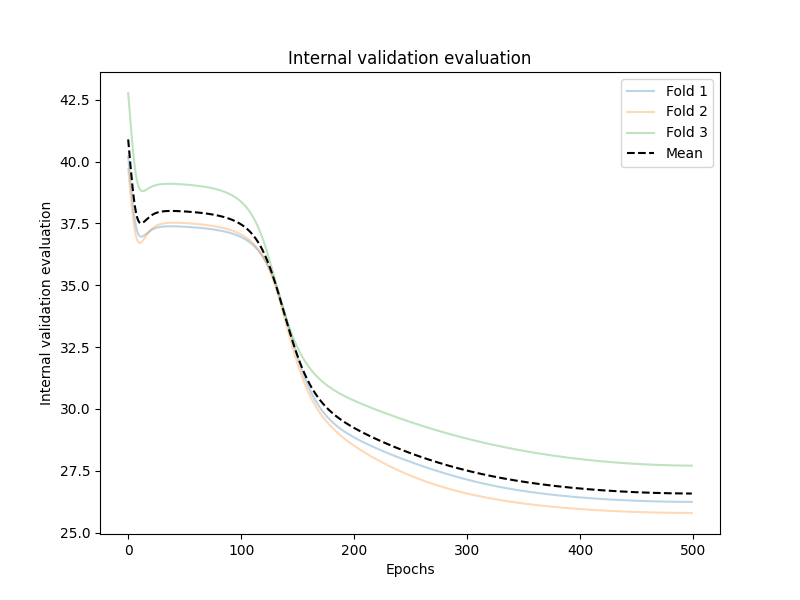 Internal validation evaluation
Fold 1
Fold 2
Fold 3
Mean
Internal validation evaluation
42.5
40.0
37.5
35.0
32.5
30.0
27.5
25.0
0 100 200 300 400 500
Epochs